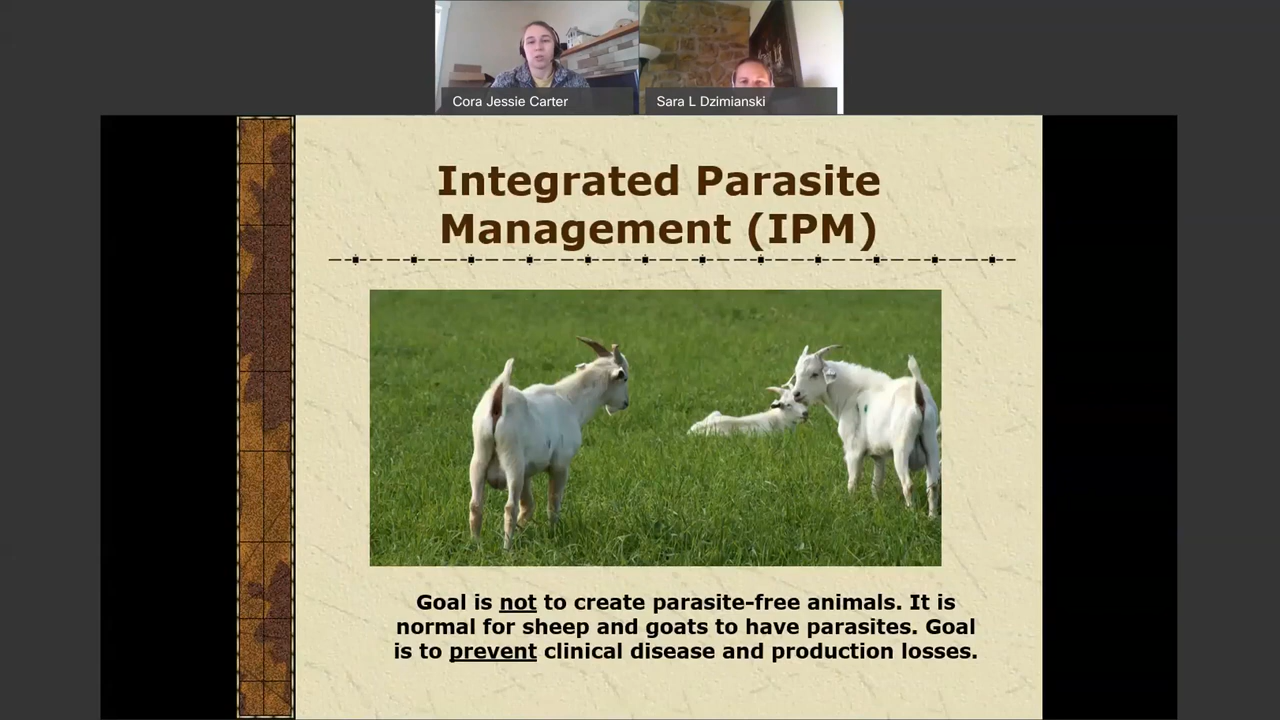 Cora Jessie Carter
Sara L Dzimianski
Integrated Parasite
Management (IPM)
Goal is not to create parasite-free animals. It is
normal for sheep and goats to have parasites. Goal
is to prevent clinical disease and production losses.